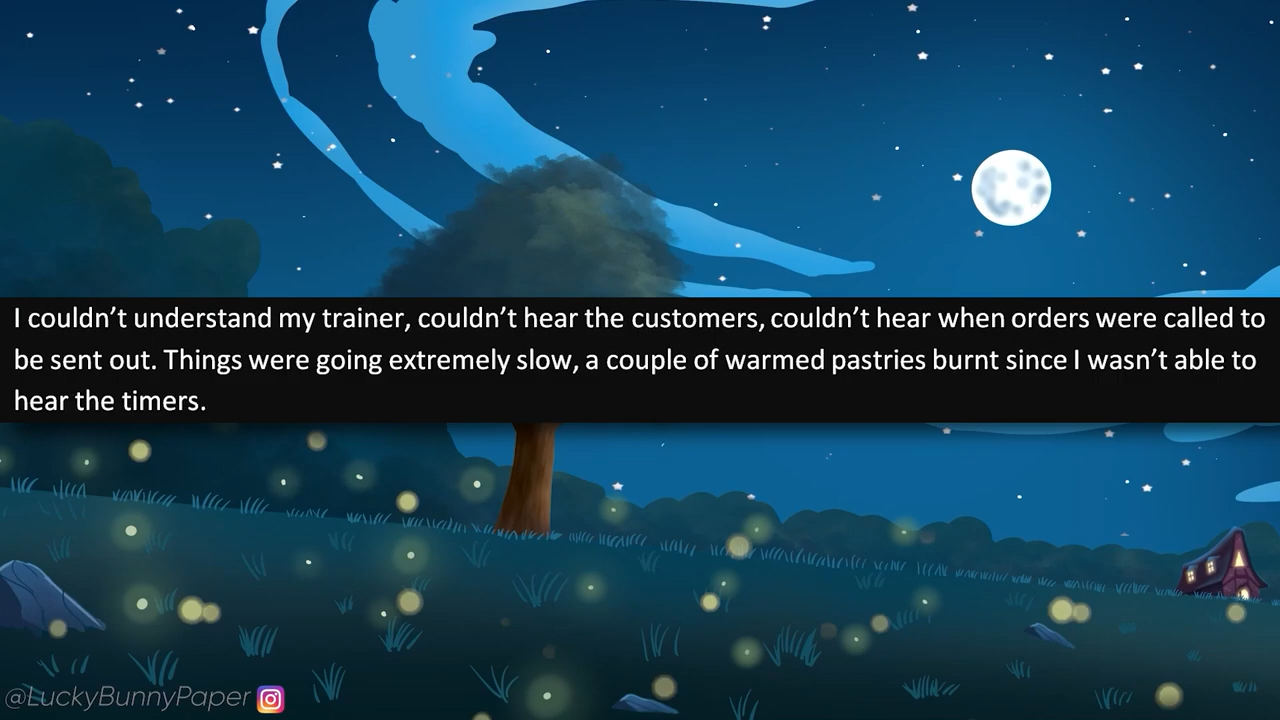 I couldn’t understand my trainer, couldn’t hear the customers, couldn’t hear when orders were called to
be sent out. Things were going extremely slow, a couple of warmed pastries burnt since I wasn’t able to
hear the timers.
@LuckyBunnyPaper